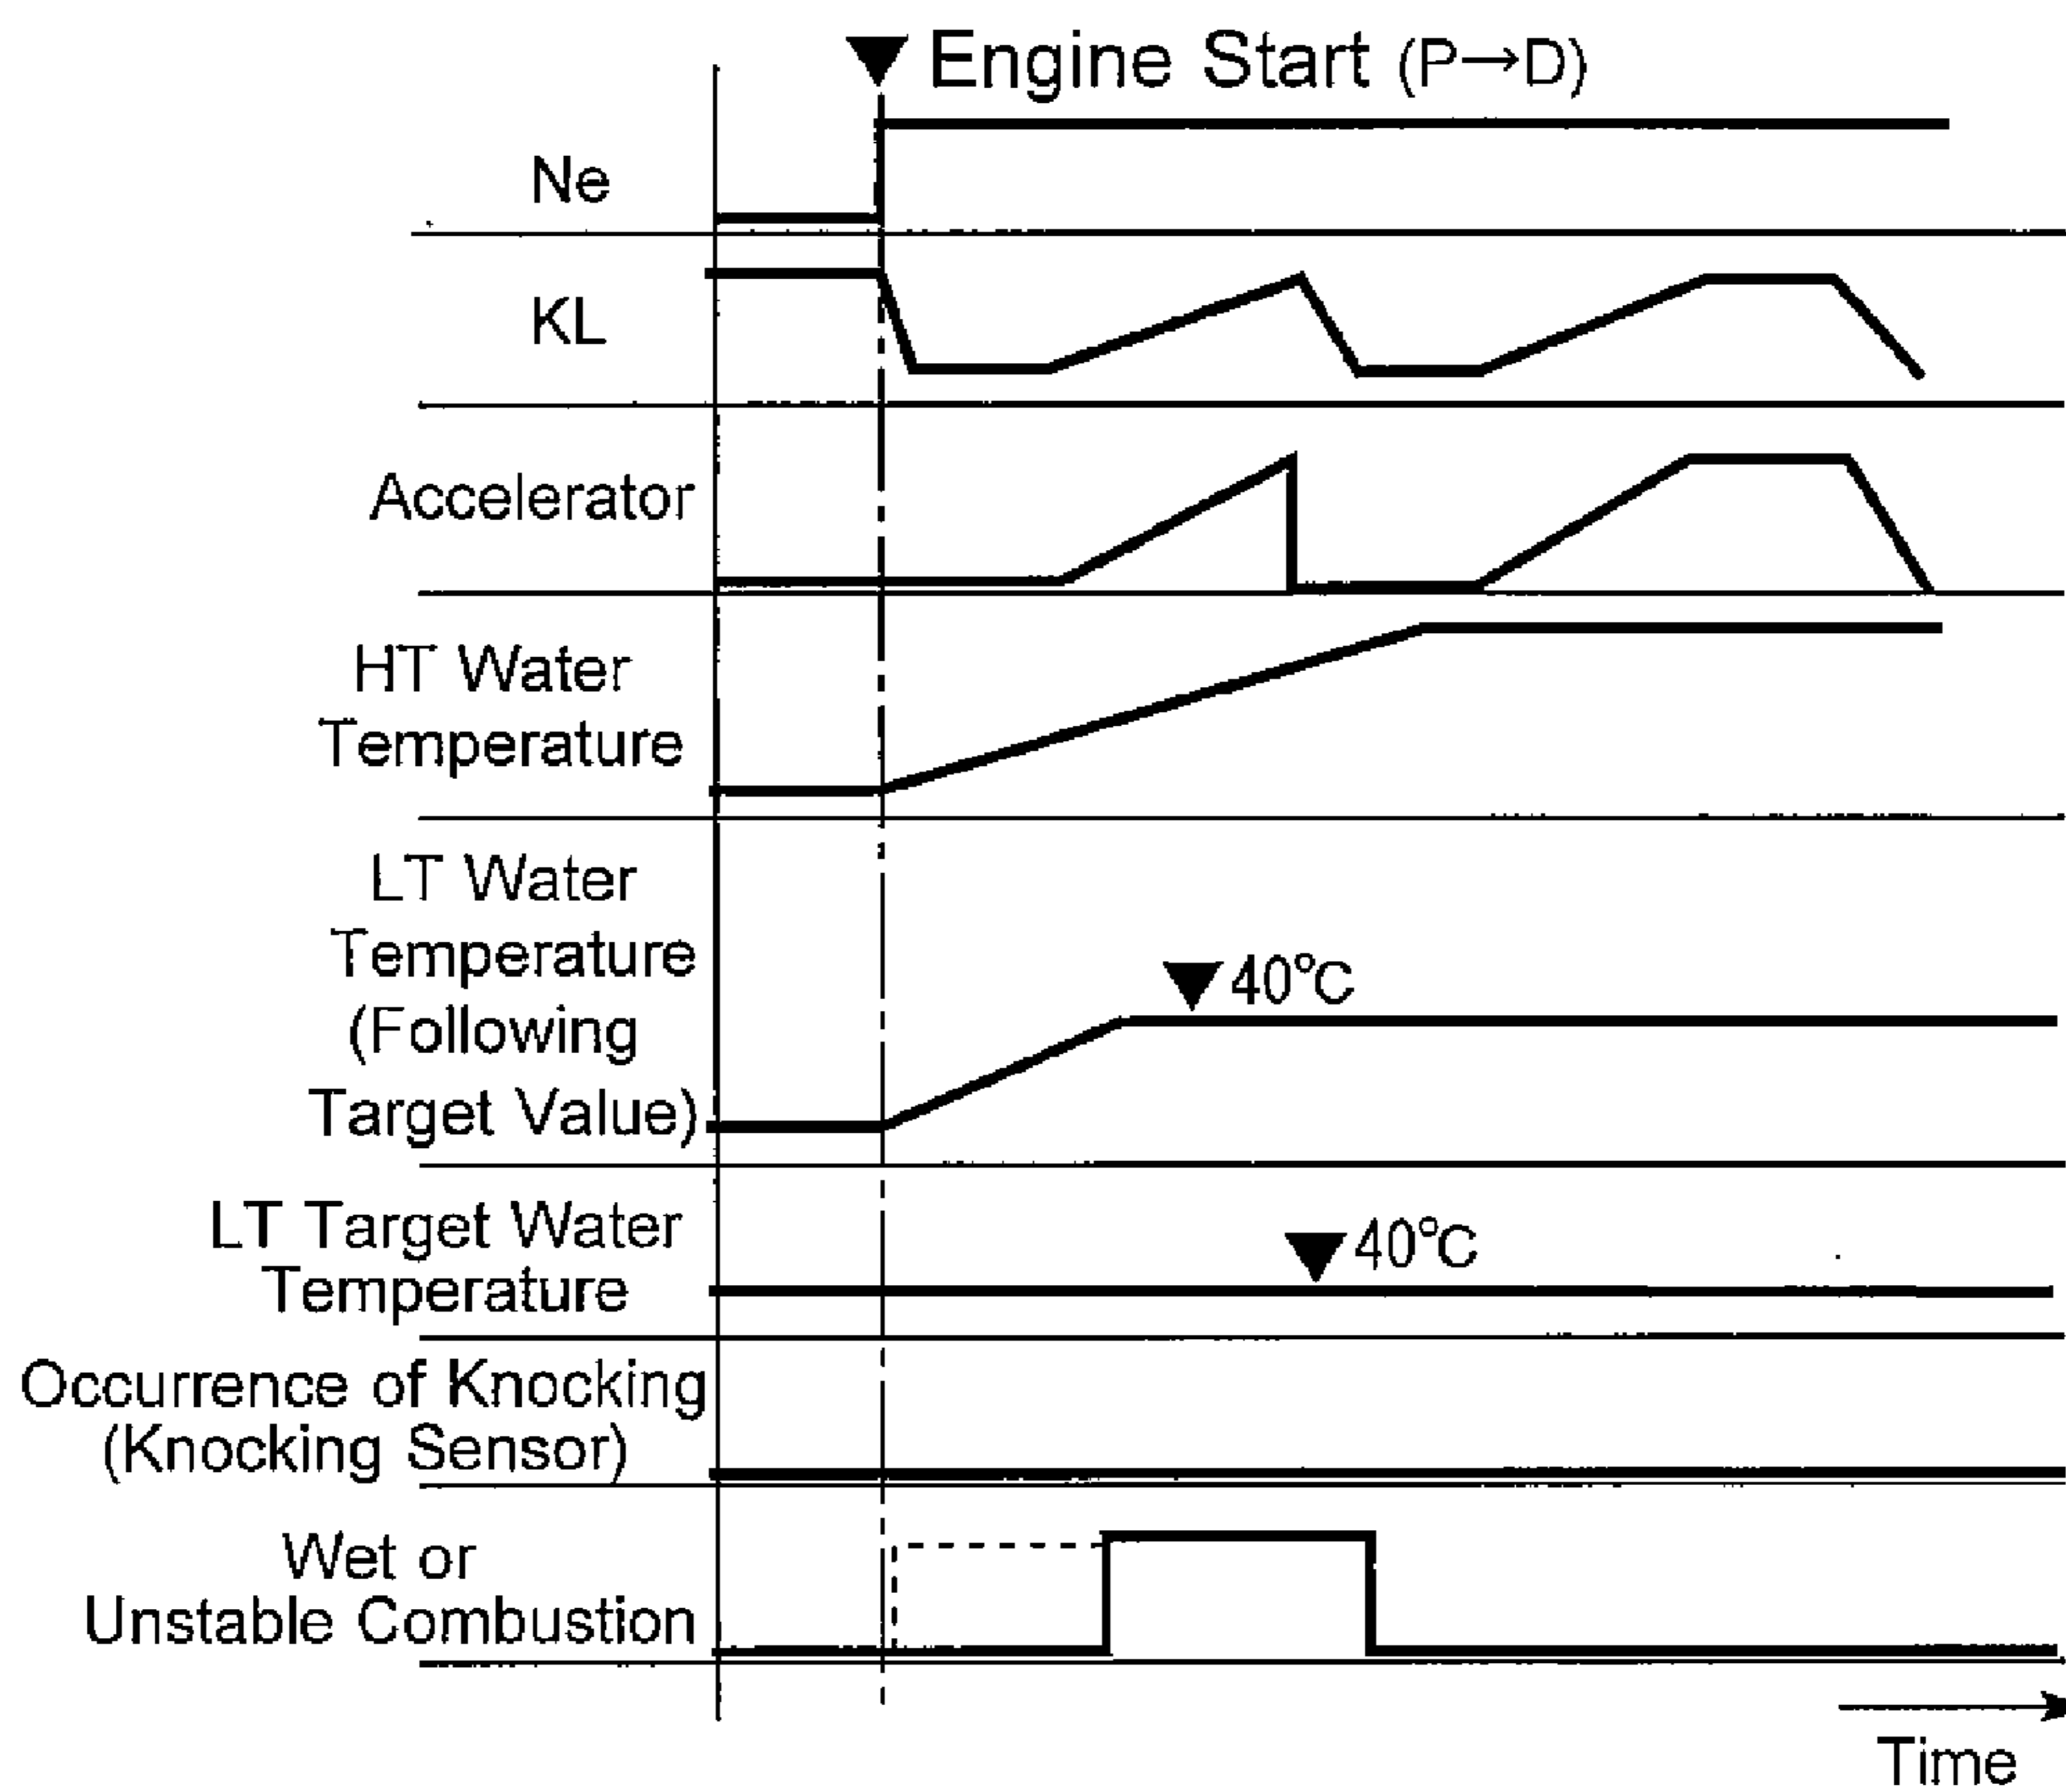 ▼ Engine Start (P→D)
Ne
KL
Accelerator
HT Water
Temperature
LT Water
Temperature
(Following
Target Value)
▼40°C
LT Target Water
Temperature
▼40°C
Occurrence of Knocking
(Knocking Sensor)
Wet or
Unstable Combustion
Time